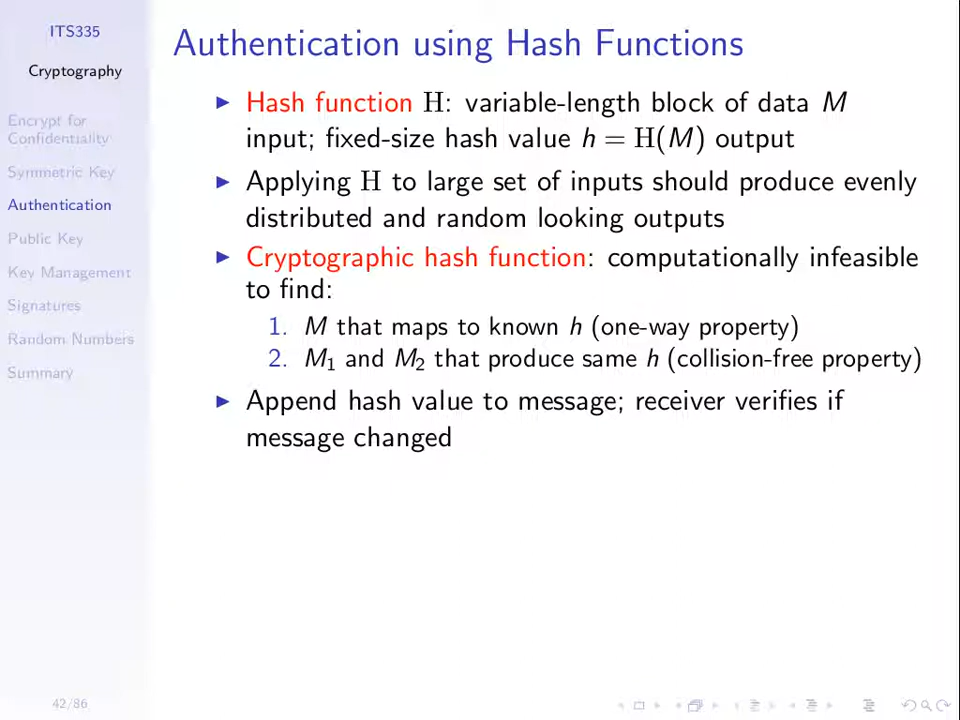 ITS335
Cryptography
Encrypt for
Confidentiality
Symmetric Key
Authentication
Public Key
Key Management
Signatures
Random Numbers
Summary
42/86
Authentication using Hash Functions
Hash function H: variable-length block of data M
input; fixed-size hash value h = H(M) output
Applying H to large set of inputs should produce evenly
distributed and random looking outputs
Cryptographic hash function: computationally infeasible
to find:
1. M that maps to known h (one-way property)
2. M₁ and M₂ that produce same h (collision-free property)
Append hash value to message; receiver verifies if
message changed